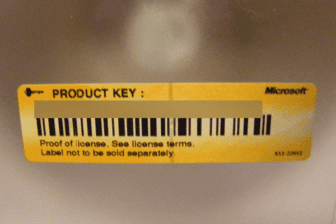 PRODUCT KEY :
Microsoft
Proof of license. See license terms.
Label not to be sold separately.